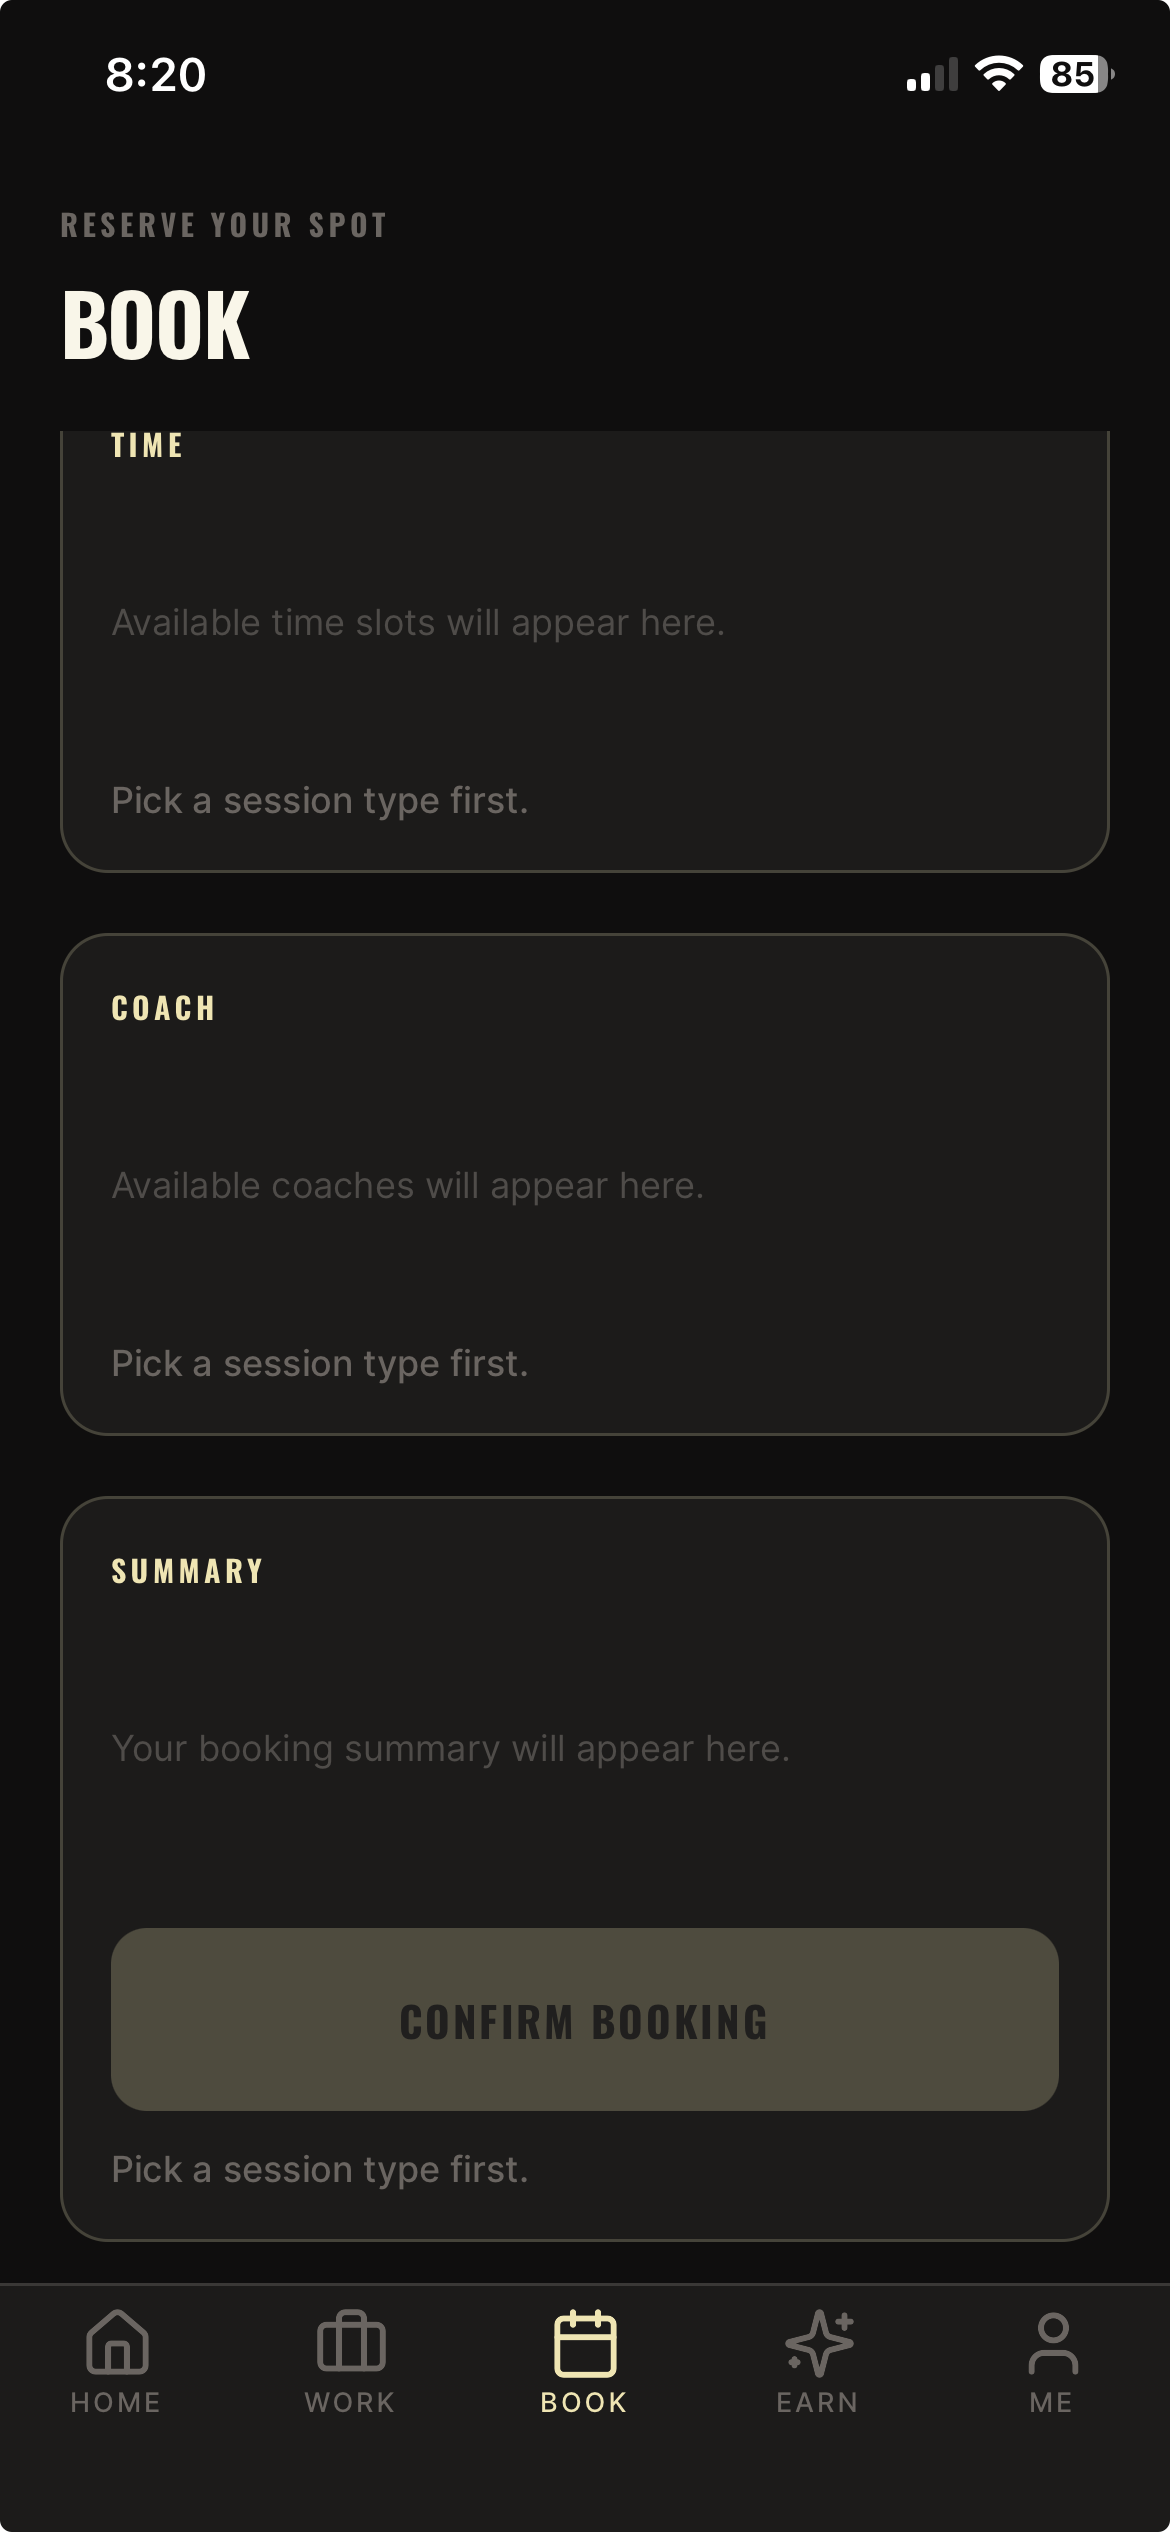 8:20
85
RESERVE YOUR SPOT
BOOK
TIME
Available time slots will appear here.
Pick a session type first.
COACH
Available coaches will appear here.
Pick a session type first.
SUMMARY
Your booking summary will appear here.
CONFIRM BOOKING
Pick a session type first.
HOME
WORK
BOOK
EARN
ME